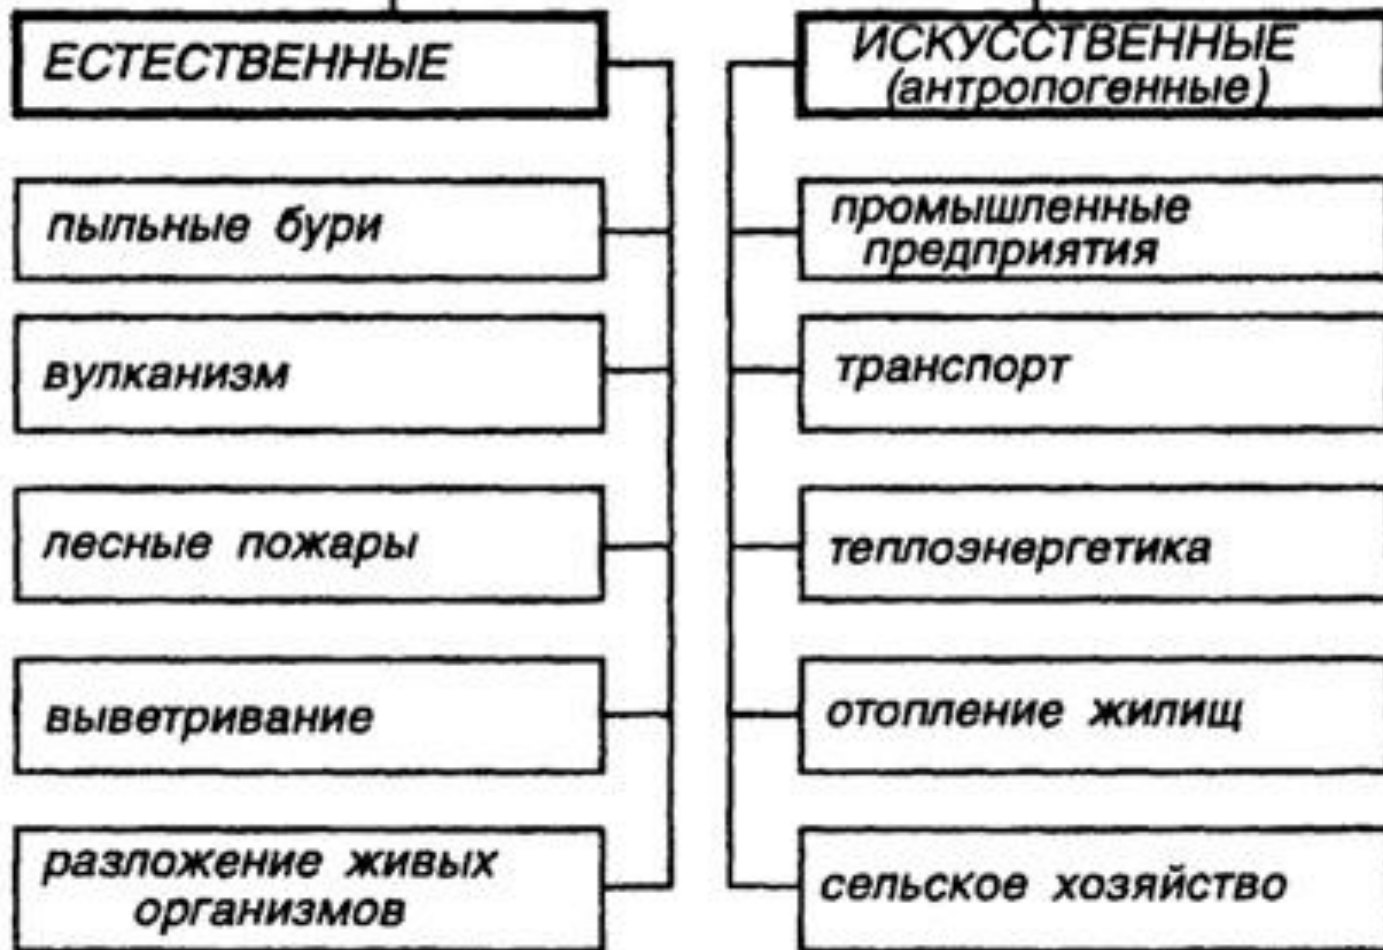 ЕСТЕСТВЕННЫЕ
пыльные бури
вулканизм
лесные пожары
выветривание
разложение живых
организмов
ИСКУССТВЕННЫЕ
(антропогенные)
промышленные
предприятия
транспорт
теплоэнергетика
отопление жилищ
сельское хозяйство